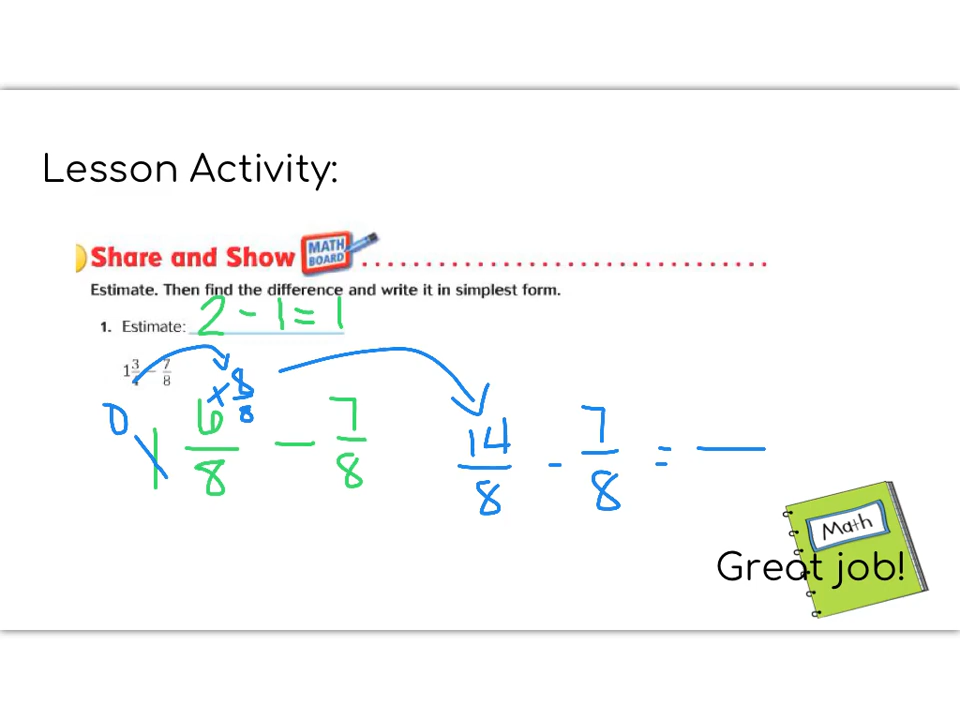 Lesson Activity:
Share and Show MATH BOARD
Estimate. Then find the difference and write it in simplest form.
1. Estimate: 2 - 1 = 1
1 3/4 - 7/8
× 8/8
0 1 6/8 - 7/8 14/8 - 7/8 =
Math
Great job!